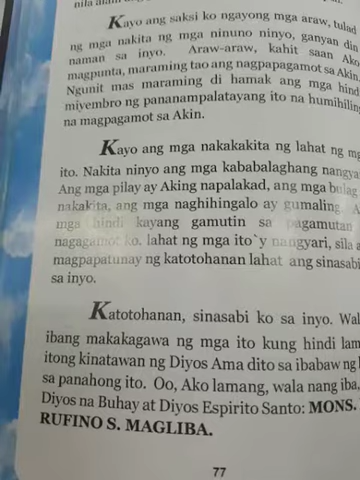 Kayo ang saksi ko ngayong mga araw, tulad
ng mga nakita ng mga ninuno ninyo, ganyan din
naman sa inyo. Araw-araw, kahit saan Ako
magpunta, maraming tao ang nagpapagamot sa Akin
Ngunit mas maraming di hamak ang mga hind
miyembro ng pananampalatayang ito na humihiling
na magpagamot sa Akin.
Kayo ang mga nakakakita ng lahat ng mg
ito. Nakita ninyo ang mga kababalaghang nangya
Ang mga pilay ay Aking napalakad, ang mga bulag
nakakita, ang mga naghihingalo ay gumaling. A
mga hindi kayang gamutin sa pagamutan
nagagamot ko. lahat ng mga ito`y nangyari, sila a
magpapatunay ng katotohanan lahat ang sinasabi
sa inyo.
Katotohanan, sinasabi ko sa inyo. Wal
ibang makakagawa ng mga ito kung hindi lam
itong kinatawan ng Diyos Ama dito sa ibabaw ng
sa panahong ito. Oo, Ako lamang, wala nang iba,
Diyos na Buhay at Diyos Espirito Santo: MONS.
RUFINO S. MAGLIBA.
77